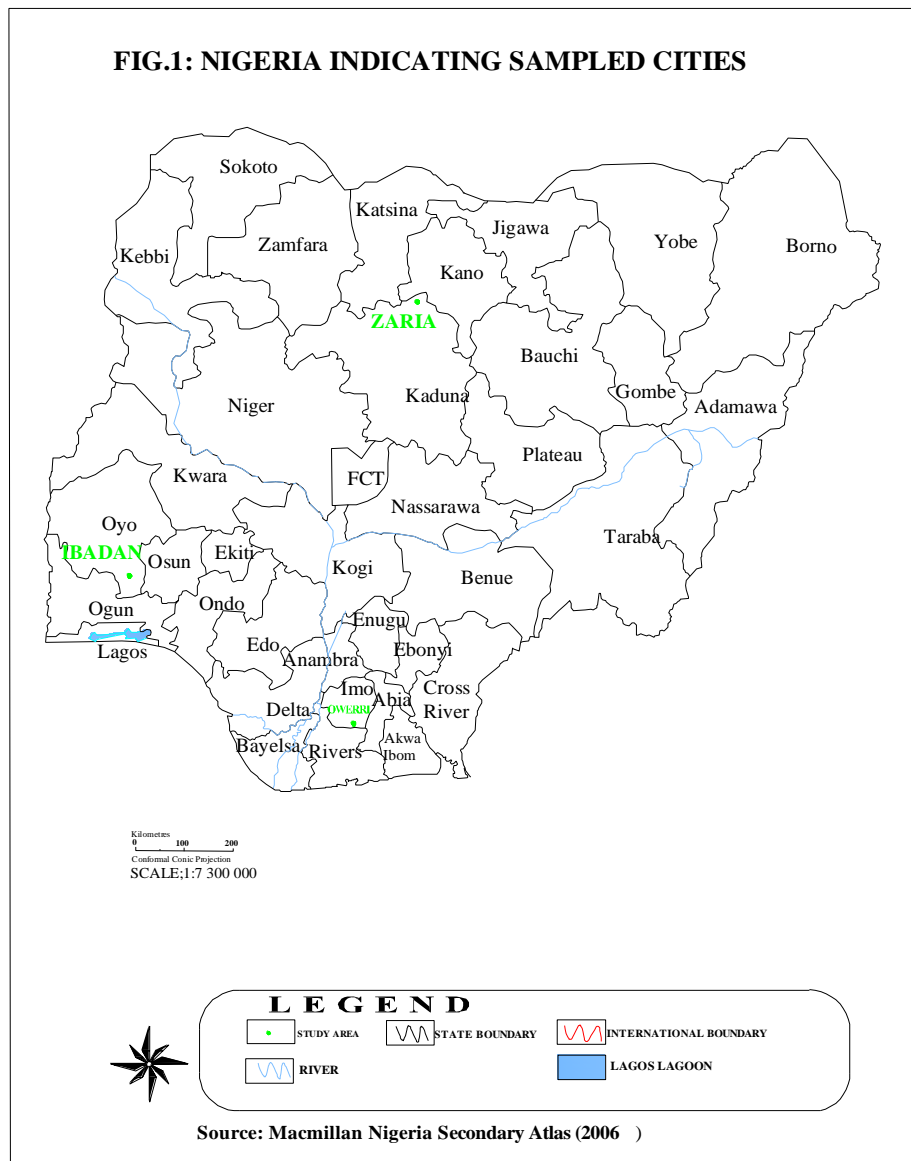 FIG.1: NIGERIA INDICATING SAMPLED CITIES
Sokoto
Katsina
Jigawa
Yobe
Borno
Kebbi
Zamfara
Kano
ZARIA
Bauchi
Gombe
Adamawa
Niger
Kaduna
Plateau
Kwara
FCT
Nassarawa
Taraba
Oyo
IBADAN
Osun
Ekiti
Kogi
Benue
Ogun
Ondo
Enugu
Lagos
Edo
Anambra
Ebonyi
Imo
Abia
Cross
River
OWERRI
Delta
Bayelsa
Rivers
Akwa
Ibom
Kilometres
0 100 200
Conformal Conic Projection
SCALE;1:7 300 000
LEGEND
STUDY AREA
STATE BOUNDARY
INTERNATIONAL BOUNDARY
RIVER
LAGOS LAGOON
Source: Macmillan Nigeria Secondary Atlas (2006 )